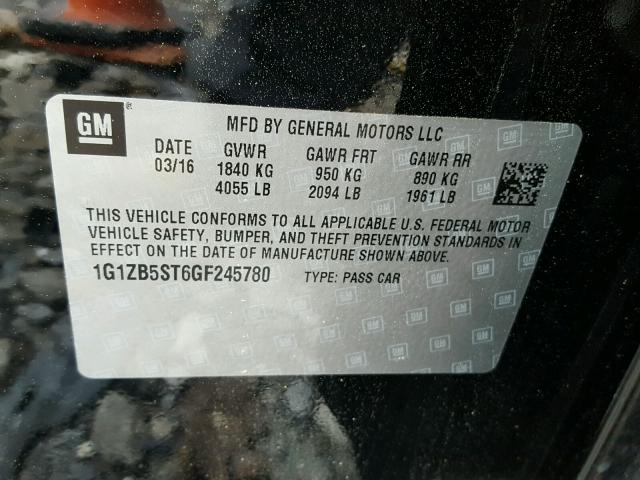 GM
MFD BY GENERAL MOTORS LLC
DATE GVWR GAWR FRT GAWR RR
03/16 1840 KG 950 KG 890 KG
4055 LB 2094 LB 1961 LB
THIS VEHICLE CONFORMS TO ALL APPLICABLE U.S. FEDERAL MOTOR
VEHICLE SAFETY, BUMPER, AND THEFT PREVENTION STANDARDS IN
EFFECT ON THE DATE OF MANUFACTURE SHOWN ABOVE.
1G1ZB5ST6GF245780 TYPE: PASS CAR